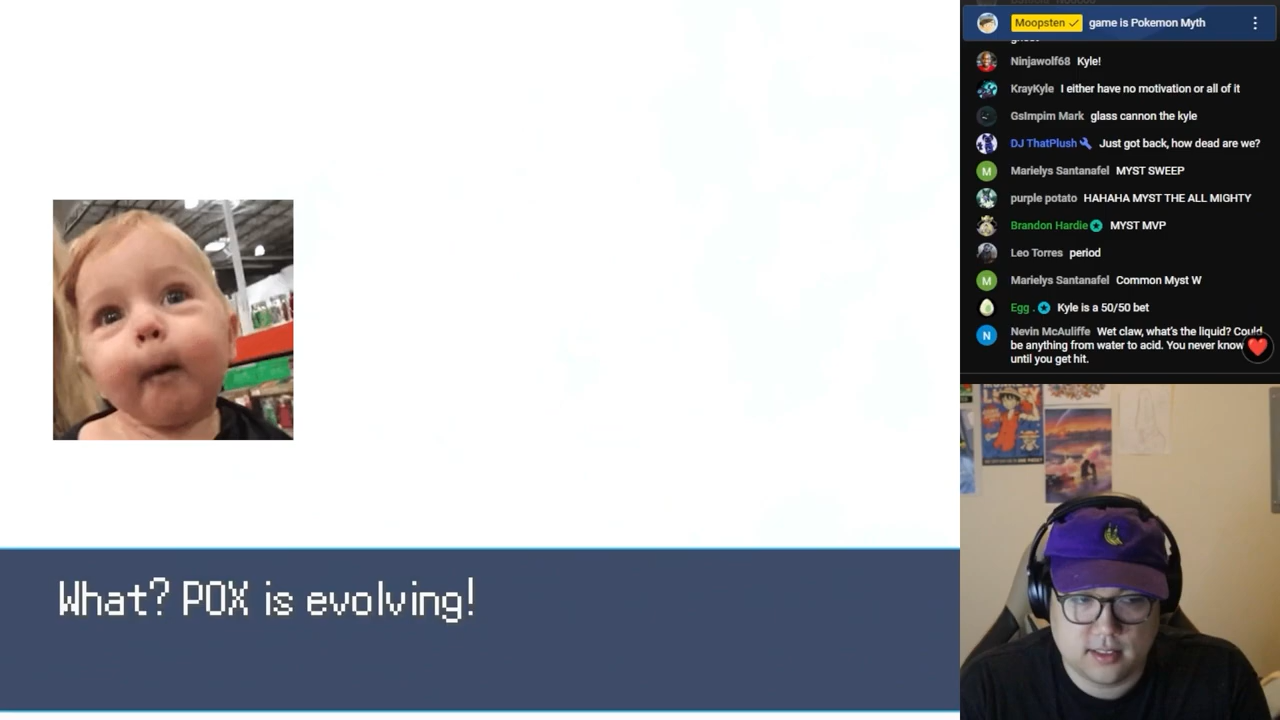 Moopsten game is Pokemon Myth
Ninjawolf68 Kyle!
KrayKyle I either have no motivation or all of it
GsImpim Mark glass cannon the kyle
DJ ThatPlush Just got back, how dead are we?
M Marielys Santanafel MYST SWEEP
purple potato HAHAHA MYST THE ALL MIGHTY
Brandon Hardie MYST MVP
Leo Torres period
M Marielys Santanafel Common Myst W
Egg . Kyle is a 50/50 bet
N Nevin McAuliffe Wet claw, what's the liquid? Could
be anything from water to acid. You never know
until you get hit.
What? POX is evolving!